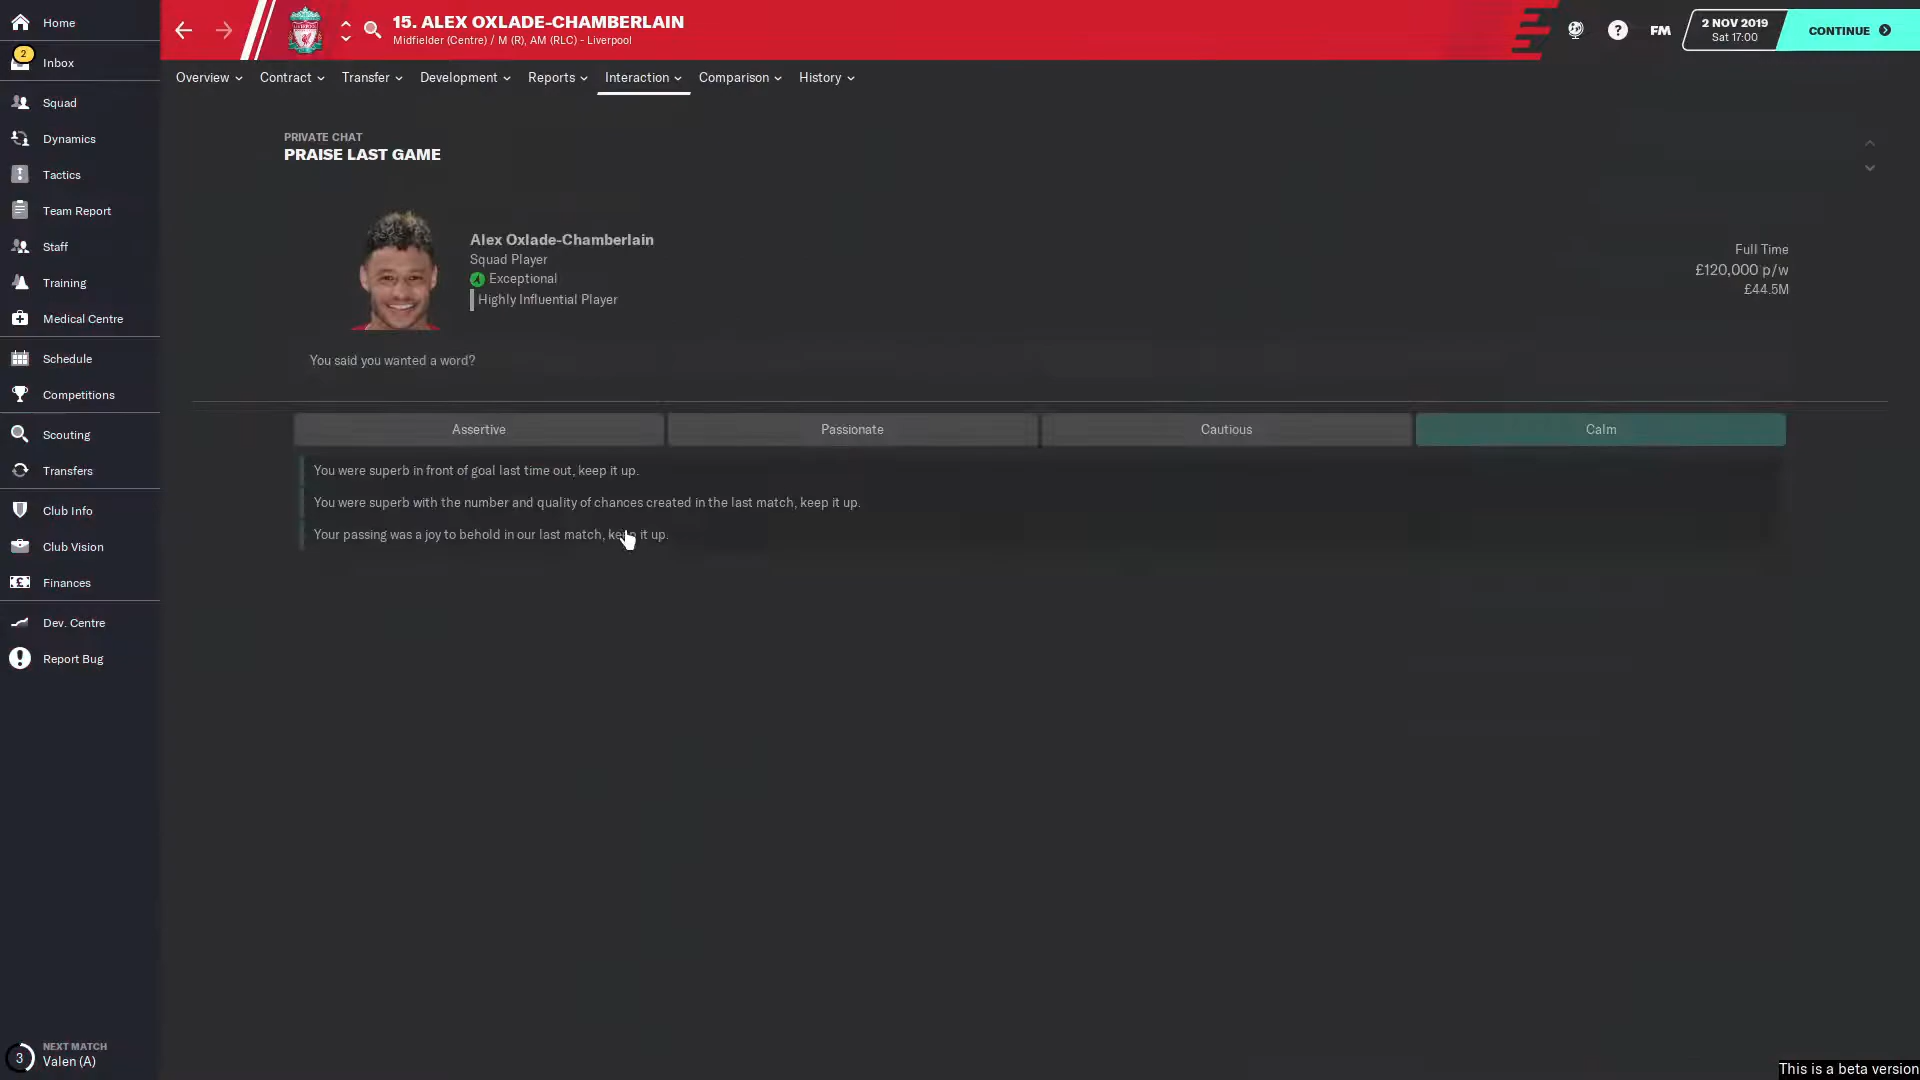 Home
2
Inbox
Squad
Dynamics
Tactics
Team Report
Staff
Training
Medical Centre
Schedule
Competitions
Scouting
Transfers
Club Info
Club Vision
Finances
Dev. Centre
Report Bug
3
NEXT MATCH
Valen (A)
15. ALEX OXLADE-CHAMBERLAIN
Midfielder (Centre) / M (R), AM (RLC) - Liverpool
?
FM
2 NOV 2019
Sat 17:00
CONTINUE
Overview
Contract
Transfer
Development
Reports
Interaction
Comparison
History
PRIVATE CHAT
PRAISE LAST GAME
Alex Oxlade-Chamberlain
Squad Player
Exceptional
Highly Influential Player
Full Time
£120,000 p/w
£44.5M
You said you wanted a word?
Assertive
Passionate
Cautious
Calm
You were superb in front of goal last time out, keep it up.
You were superb with the number and quality of chances created in the last match, keep it up.
Your passing was a joy to behold in our last match, keep it up.
This is a beta version